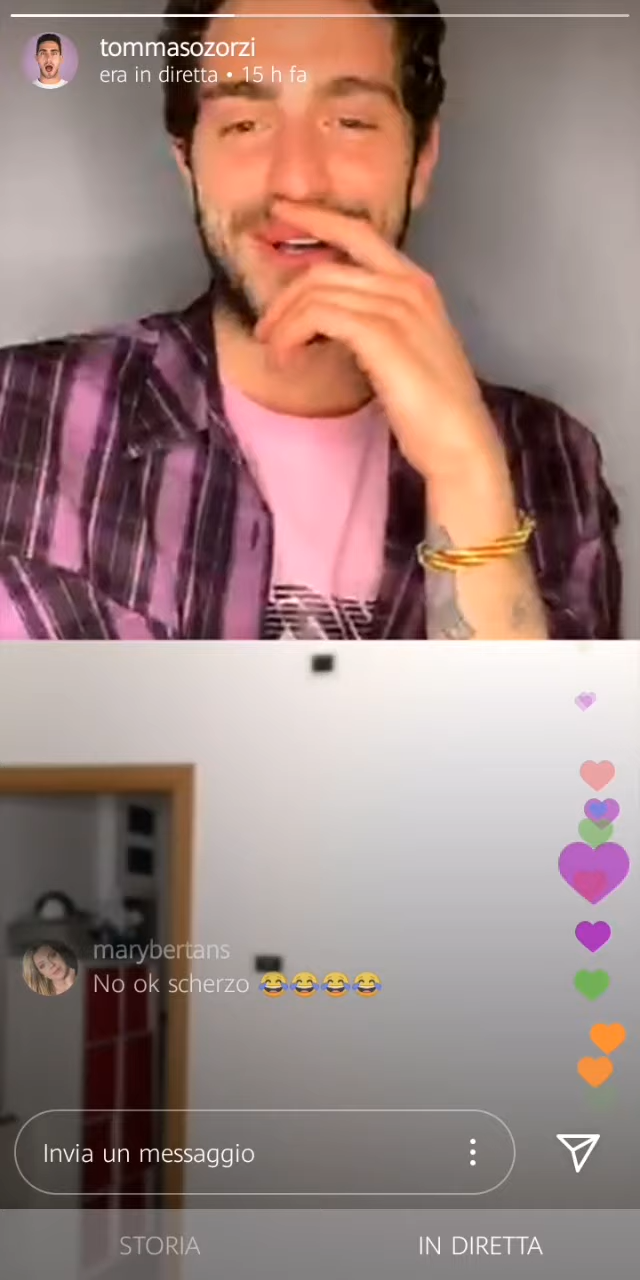 tommasozorzi
era in diretta • 15 h fa
marybertans
No ok scherzo 😂😂😂😂
Invia un messaggio
STORIA
IN DIRETTA